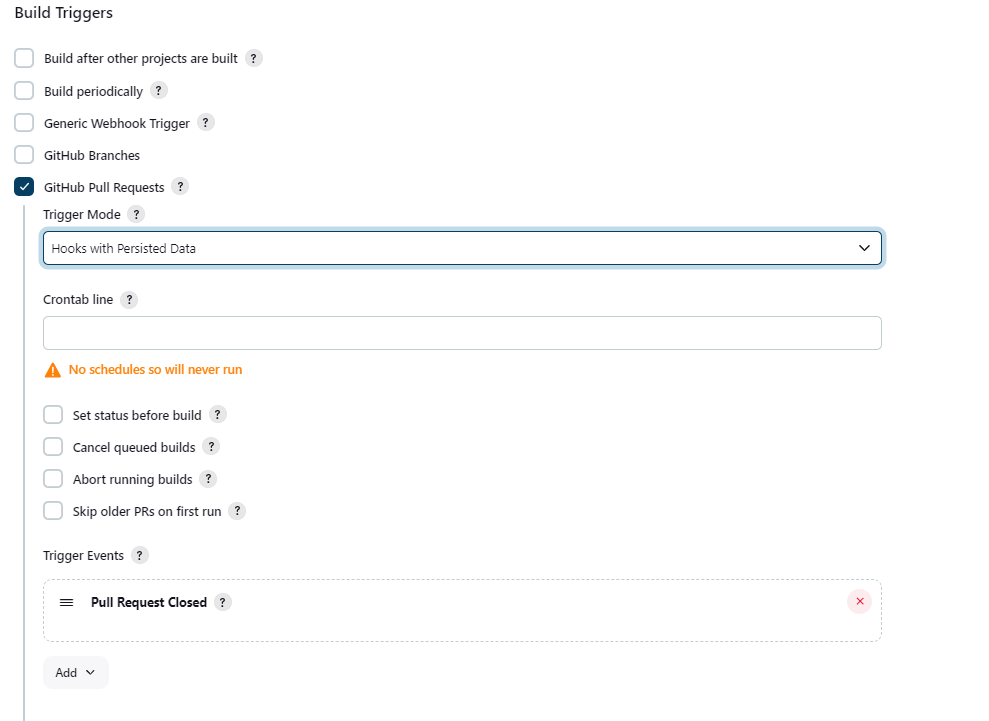 Build Triggers
Build after other projects are built ?
Build periodically ?
Generic Webhook Trigger ?
GitHub Branches
GitHub Pull Requests ?
Trigger Mode ?
Hooks with Persisted Data
Crontab line ?
No schedules so will never run
Set status before build ?
Cancel queued builds ?
Abort running builds ?
Skip older PRs on first run ?
Trigger Events ?
Pull Request Closed ?
Add